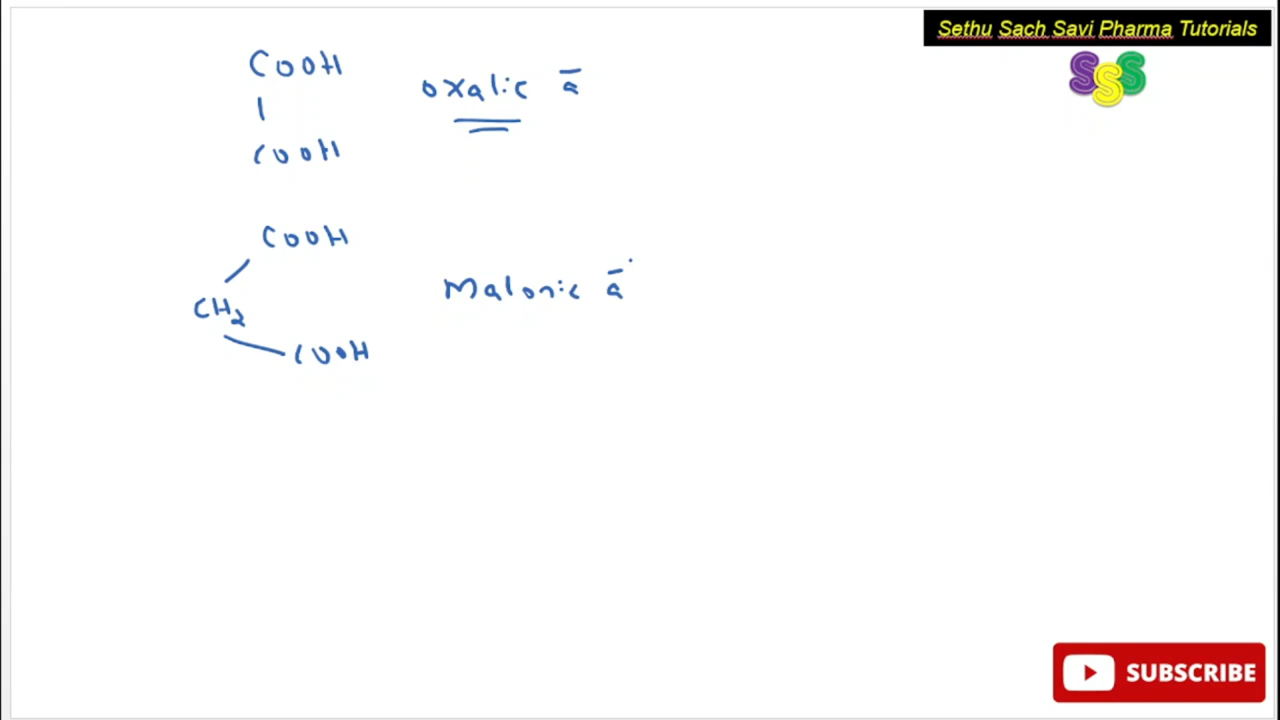 Sethu Sach Savi Pharma Tutorials
SSS
COOH
oxalic ā
COOH
COOH
Malonic ā
CH₂
COOH
SUBSCRIBE